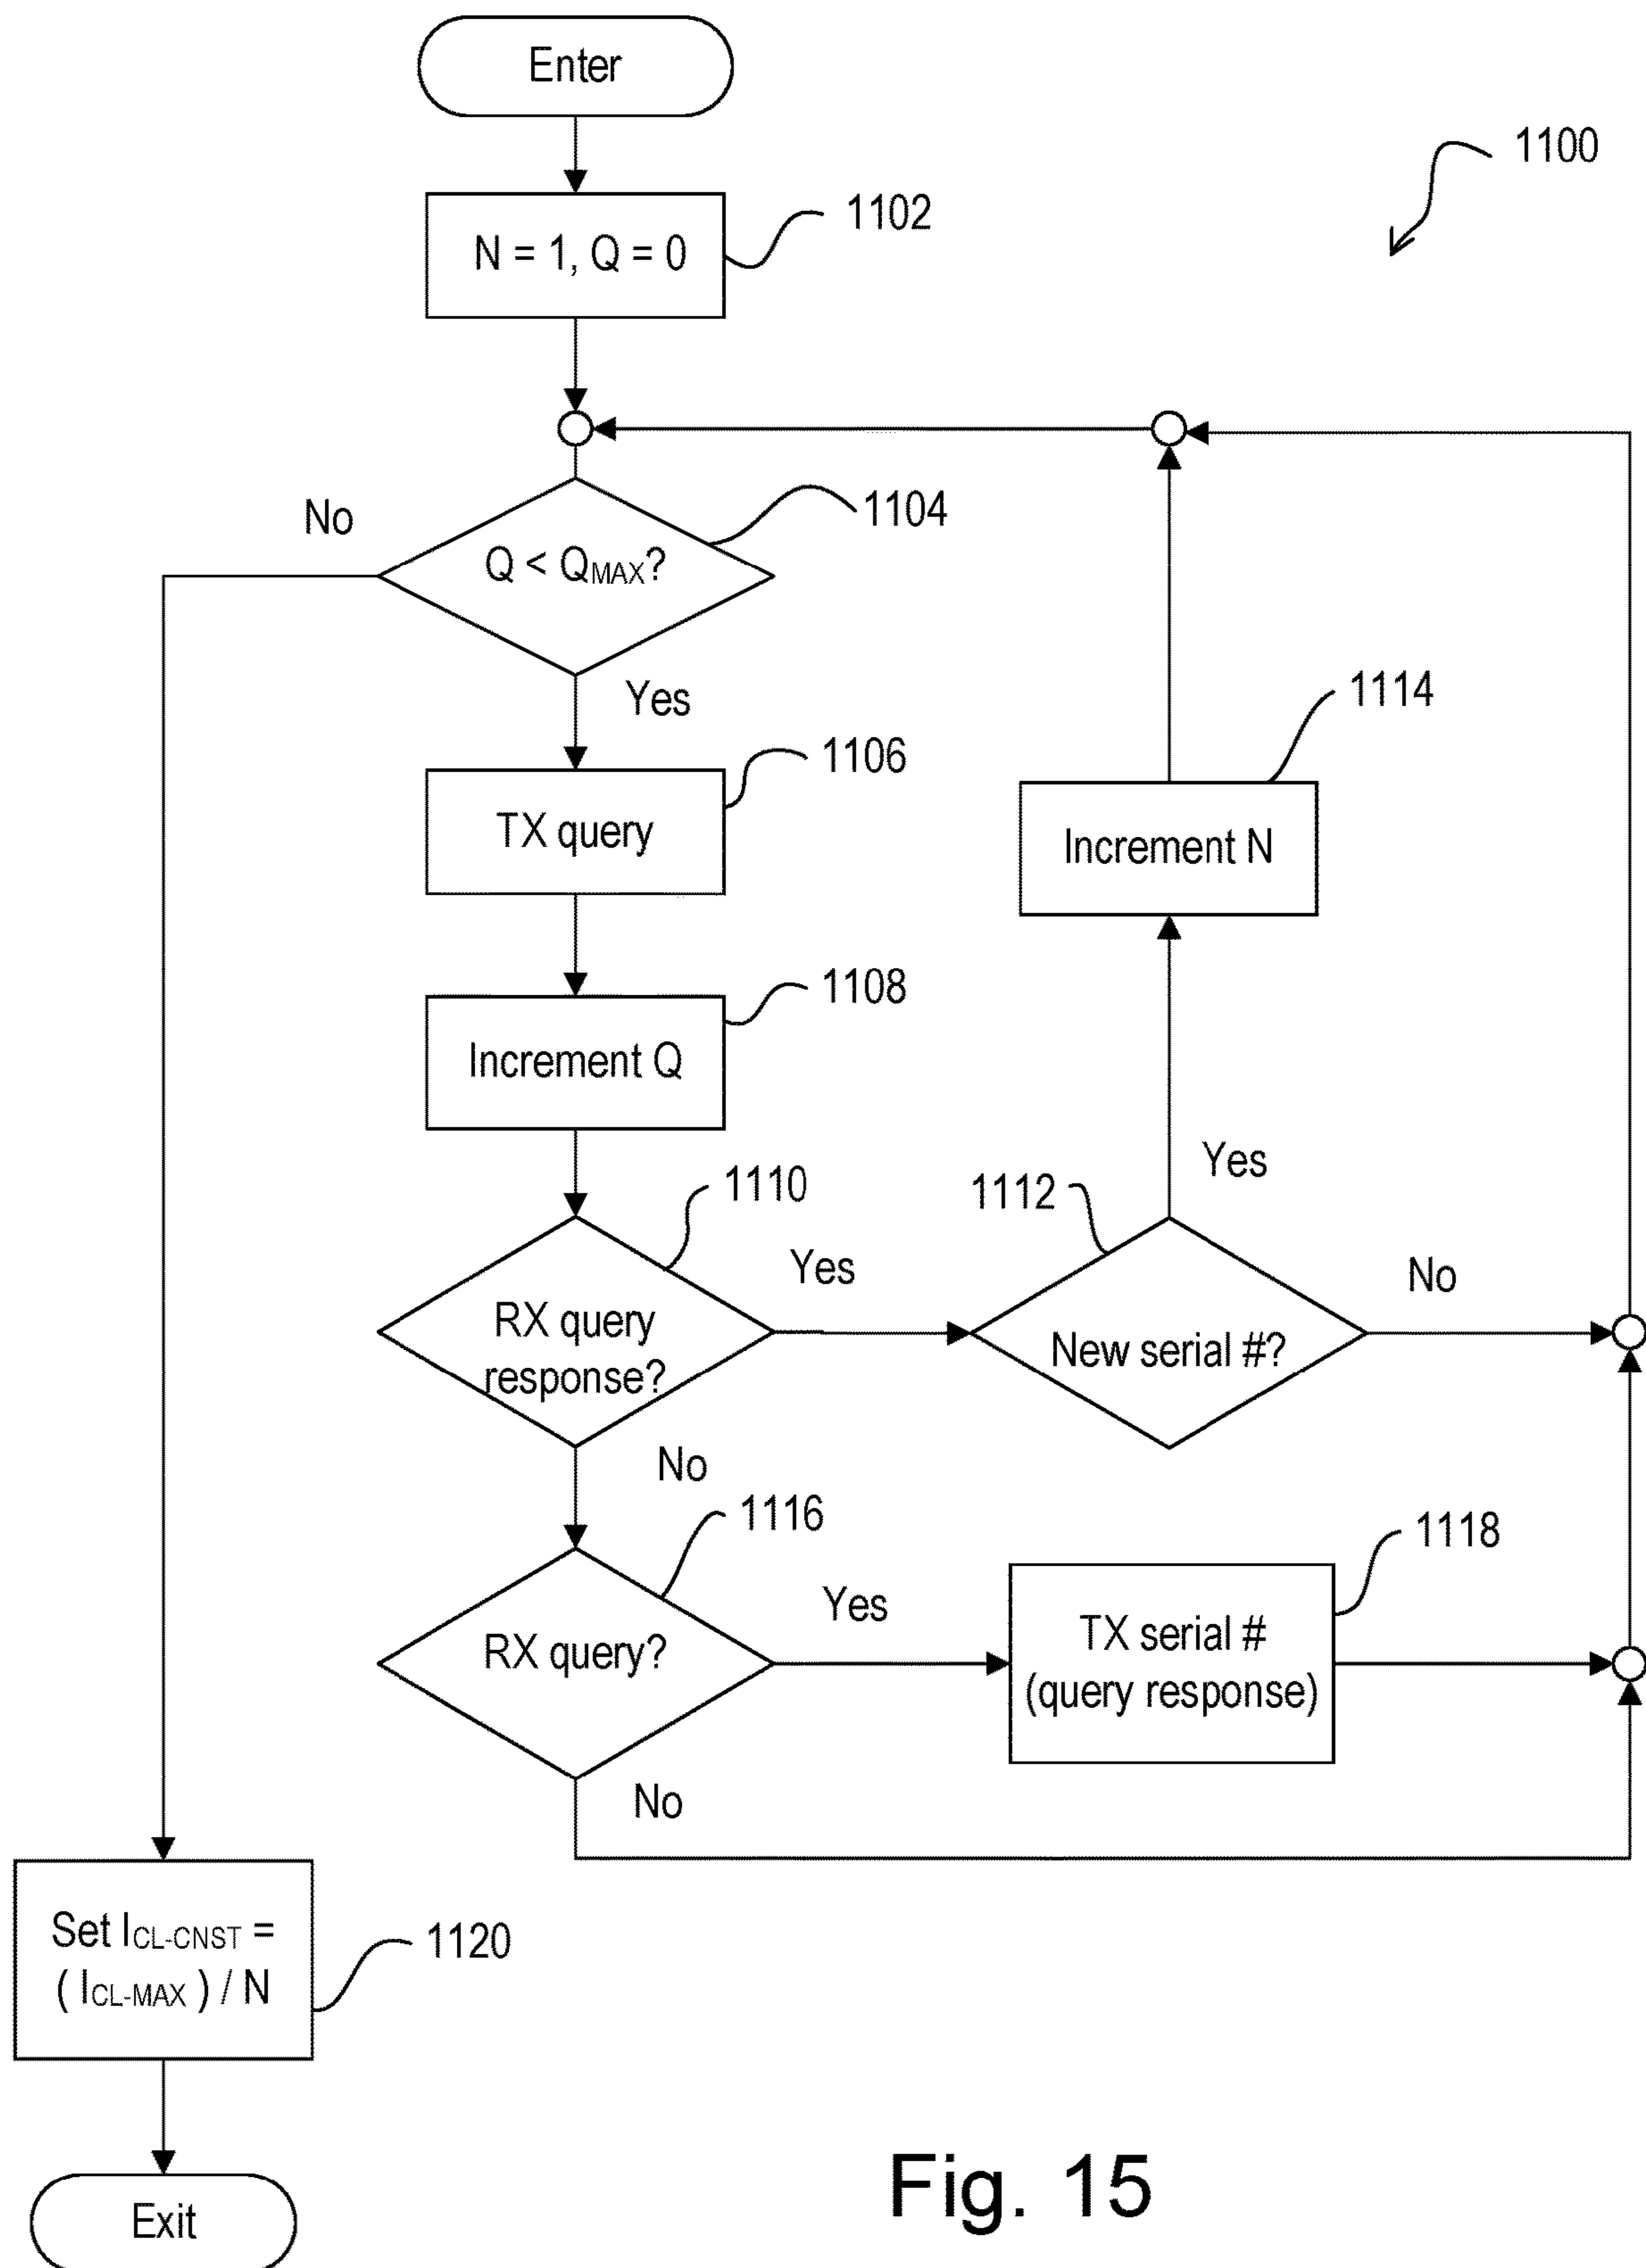 Enter
1100
1102
N = 1, Q = 0
No
1104
Q < QMAX?
Yes
1106
1114
TX query
Increment N
1108
Increment Q
Yes
1110
1112
Yes
No
RX query
response?
New serial #?
No
1116
1118
Yes
RX query?
TX serial #
(query response)
No
Set ICL-CNST =
( ICL-MAX ) / N
1120
Exit
Fig. 15